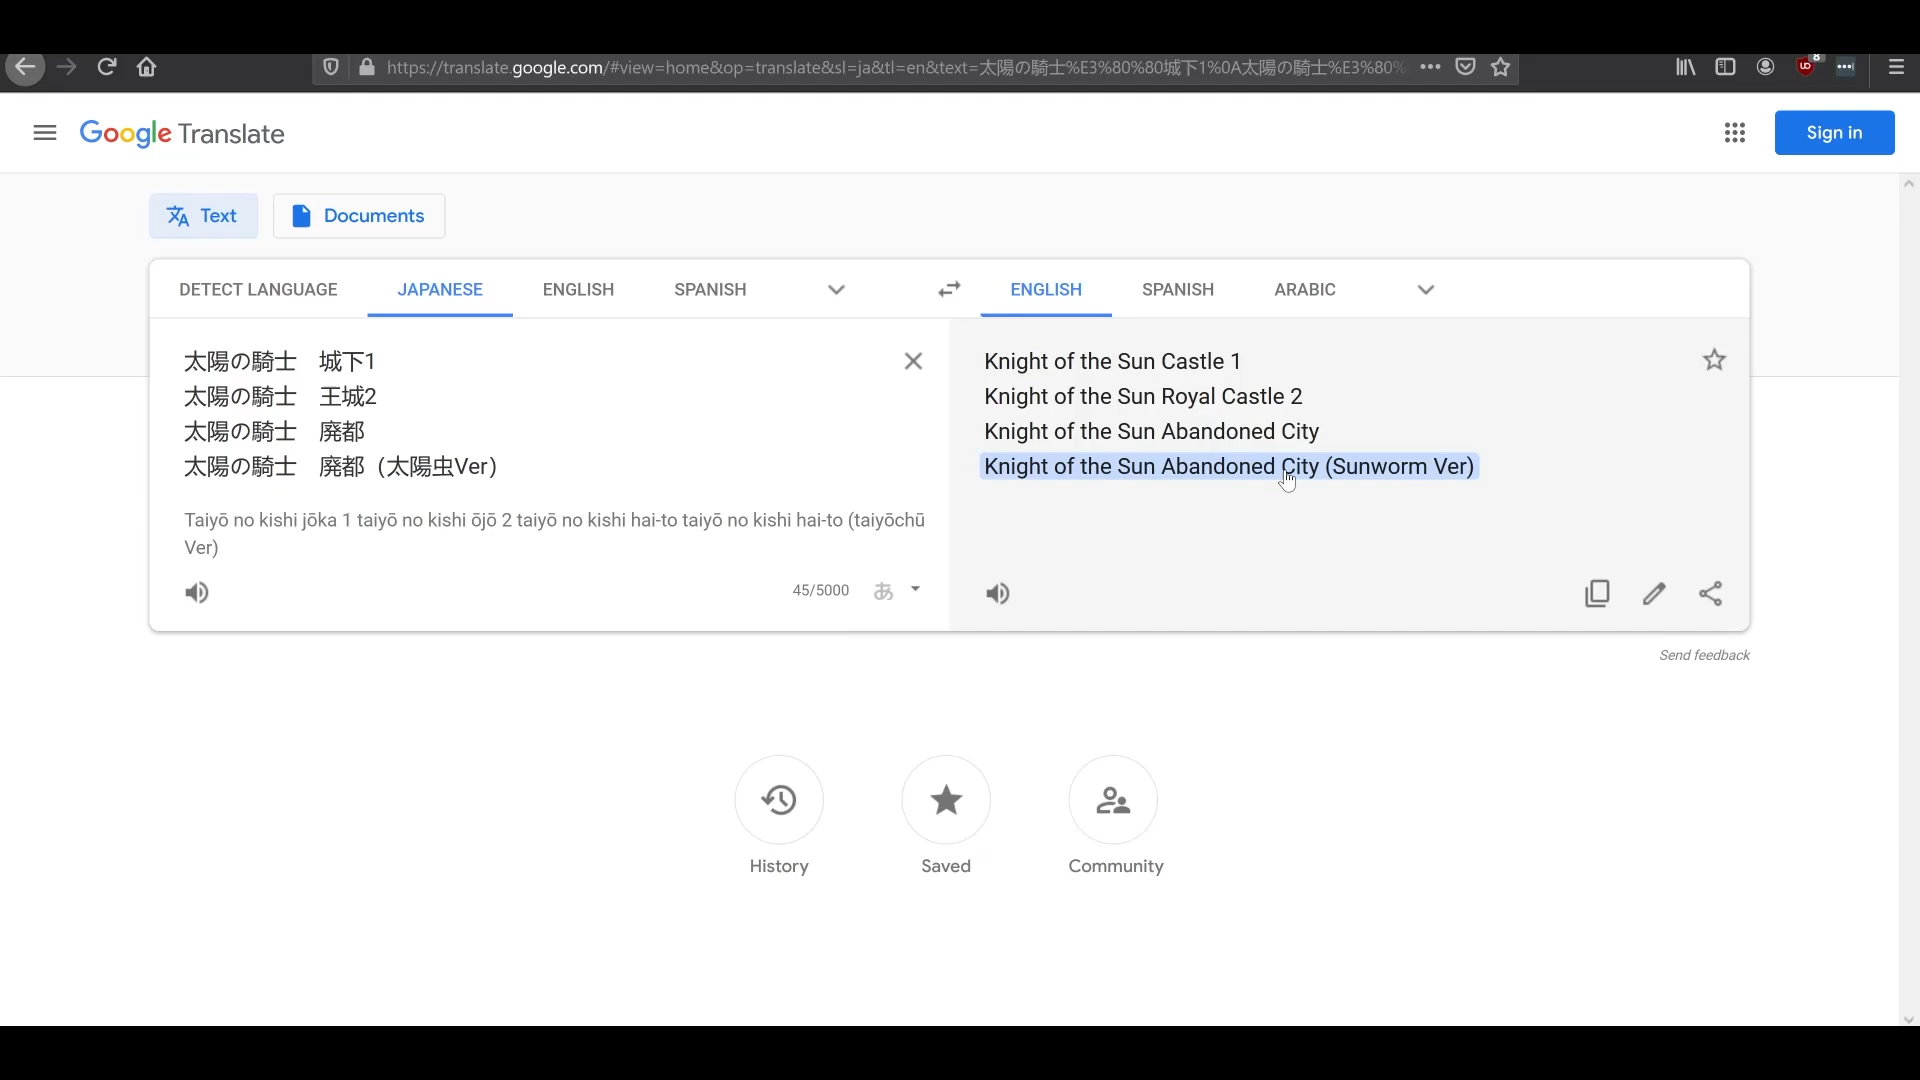 https://translate.google.com/#view=home&op=translate&sl=ja&tl=en&text=太陽の騎士%E3%80%80城下1%0A太陽の騎士%E3%80%
Google Translate
Sign in
Text
Documents
DETECT LANGUAGE JAPANESE ENGLISH SPANISH
ENGLISH SPANISH ARABIC
太陽の騎士　城下1
太陽の騎士　王城2
太陽の騎士　廃都
太陽の騎士　廃都（太陽虫Ver）
Taiyō no kishi jōka 1 taiyō no kishi ōjō 2 taiyō no kishi hai-to taiyō no kishi hai-to (taiyōchū
Ver)
45/5000
あ
Knight of the Sun Castle 1
Knight of the Sun Royal Castle 2
Knight of the Sun Abandoned City
Knight of the Sun Abandoned City (Sunworm Ver)
Send feedback
History
Saved
Community